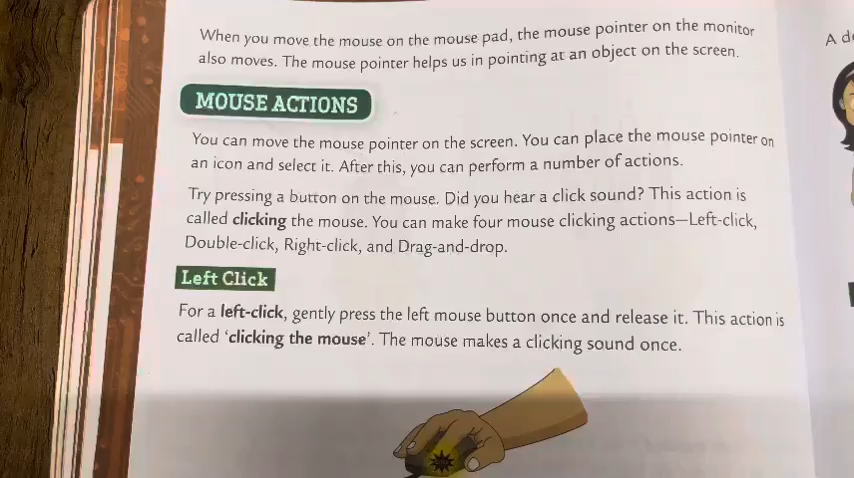 When you move the mouse on the mouse pad, the mouse pointer on the monitor
also moves. The mouse pointer helps us in pointing at an object on the screen.
MOUSE ACTIONS
You can move the mouse pointer on the screen. You can place the mouse pointer on
an icon and select it. After this, you can perform a number of actions.
Try pressing a button on the mouse. Did you hear a click sound? This action is
called clicking the mouse. You can make four mouse clicking actions—Left-click,
Double-click, Right-click, and Drag-and-drop.
Left Click
For a left-click, gently press the left mouse button once and release it. This action is
called ‘clicking the mouse’. The mouse makes a clicking sound once.
A